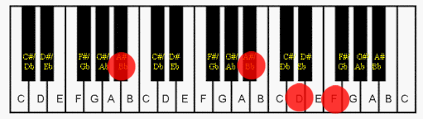 C#/ D#/ F#/ G#/ A#/ C#/ D#/ F#/ G#/ A#/ C#/ D# F#/ G#/ A#
Db Eb Gb Ab Bb Db Eb Gb Ab Bb Db Eb Gb Ab Bb
C D E F G A B C D E F G A B C D E F G A B C